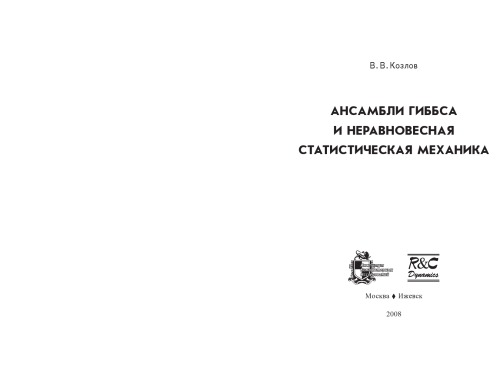 В. В. Козлов
АНСАМБЛИ ГИББСА
И НЕРАВНОВЕСНАЯ
СТАТИСТИЧЕСКАЯ МЕХАНИКА
R&C
Dynamics
Москва ♦ Ижевск
2008